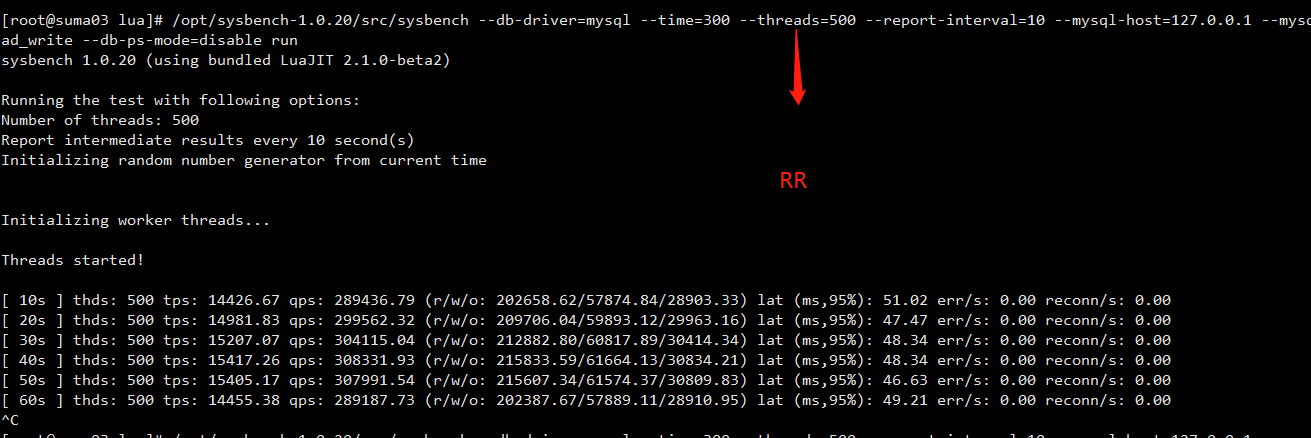 [root@suma03 lua]# /opt/sysbench-1.0.20/src/sysbench --db-driver=mysql --time=300 --threads=500 --report-interval=10 --mysql-host=127.0.0.1 --mysq
ad_write --db-ps-mode=disable run
sysbench 1.0.20 (using bundled LuaJIT 2.1.0-beta2)
Running the test with following options:
Number of threads: 500
Report intermediate results every 10 second(s)
Initializing random number generator from current time
RR
Initializing worker threads...
Threads started!
[ 10s ] thds: 500 tps: 14426.67 qps: 289436.79 (r/w/o: 202658.62/57874.84/28903.33) lat (ms,95%): 51.02 err/s: 0.00 reconn/s: 0.00
[ 20s ] thds: 500 tps: 14981.83 qps: 299562.32 (r/w/o: 209706.04/59893.12/29963.16) lat (ms,95%): 47.47 err/s: 0.00 reconn/s: 0.00
[ 30s ] thds: 500 tps: 15207.07 qps: 304115.04 (r/w/o: 212882.80/60817.89/30414.34) lat (ms,95%): 48.34 err/s: 0.00 reconn/s: 0.00
[ 40s ] thds: 500 tps: 15417.26 qps: 308331.93 (r/w/o: 215833.59/61664.13/30834.21) lat (ms,95%): 48.34 err/s: 0.00 reconn/s: 0.00
[ 50s ] thds: 500 tps: 15405.17 qps: 307991.54 (r/w/o: 215607.34/61574.37/30809.83) lat (ms,95%): 46.63 err/s: 0.00 reconn/s: 0.00
[ 60s ] thds: 500 tps: 14455.38 qps: 289187.73 (r/w/o: 202387.67/57889.11/28910.95) lat (ms,95%): 49.21 err/s: 0.00 reconn/s: 0.00
^C